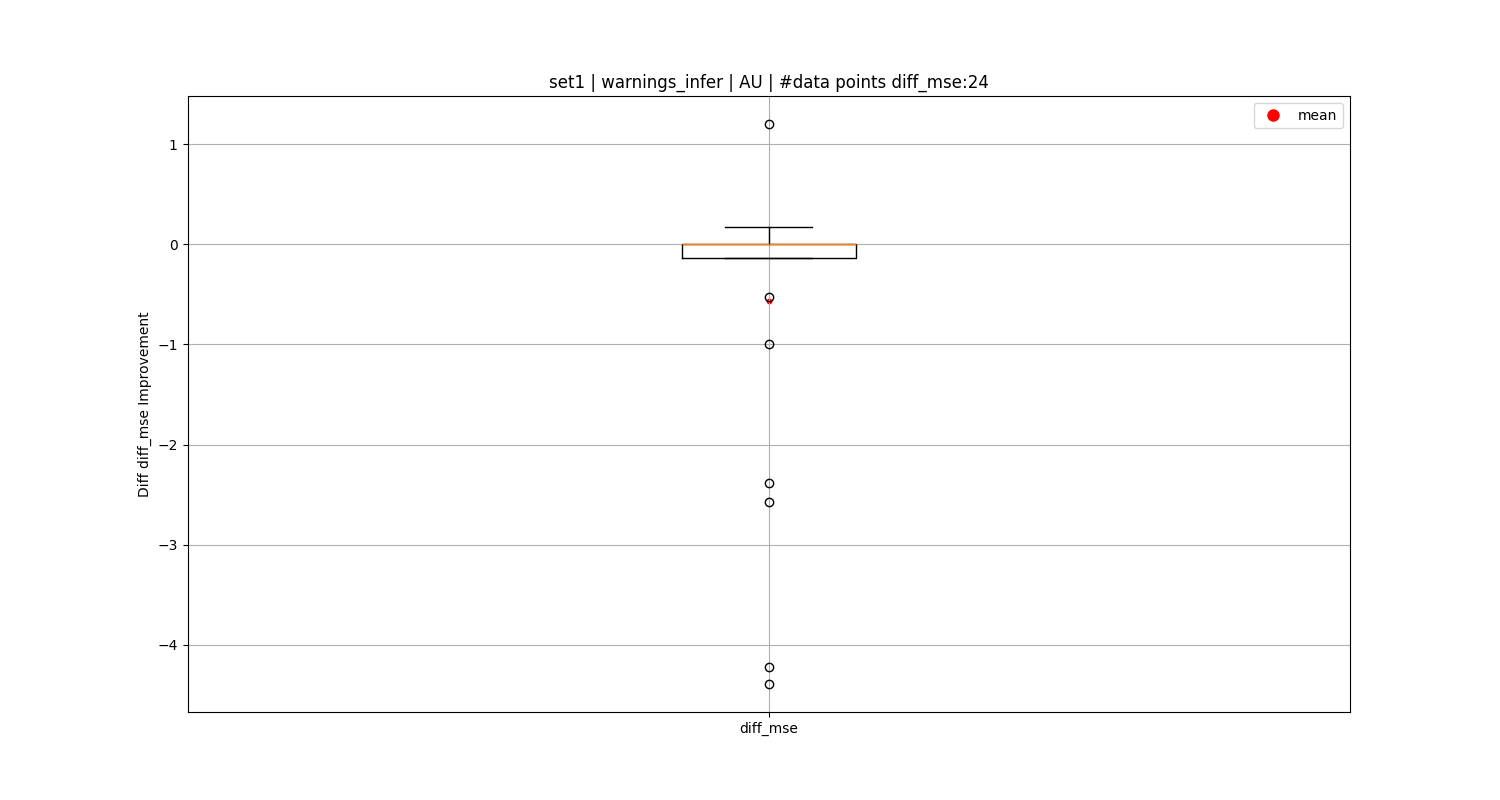 set1 | warnings_infer | AU | #data points diff_mse:24
mean
1
0
−1
−2
−3
−4
Diff diff_mse Improvement
diff_mse